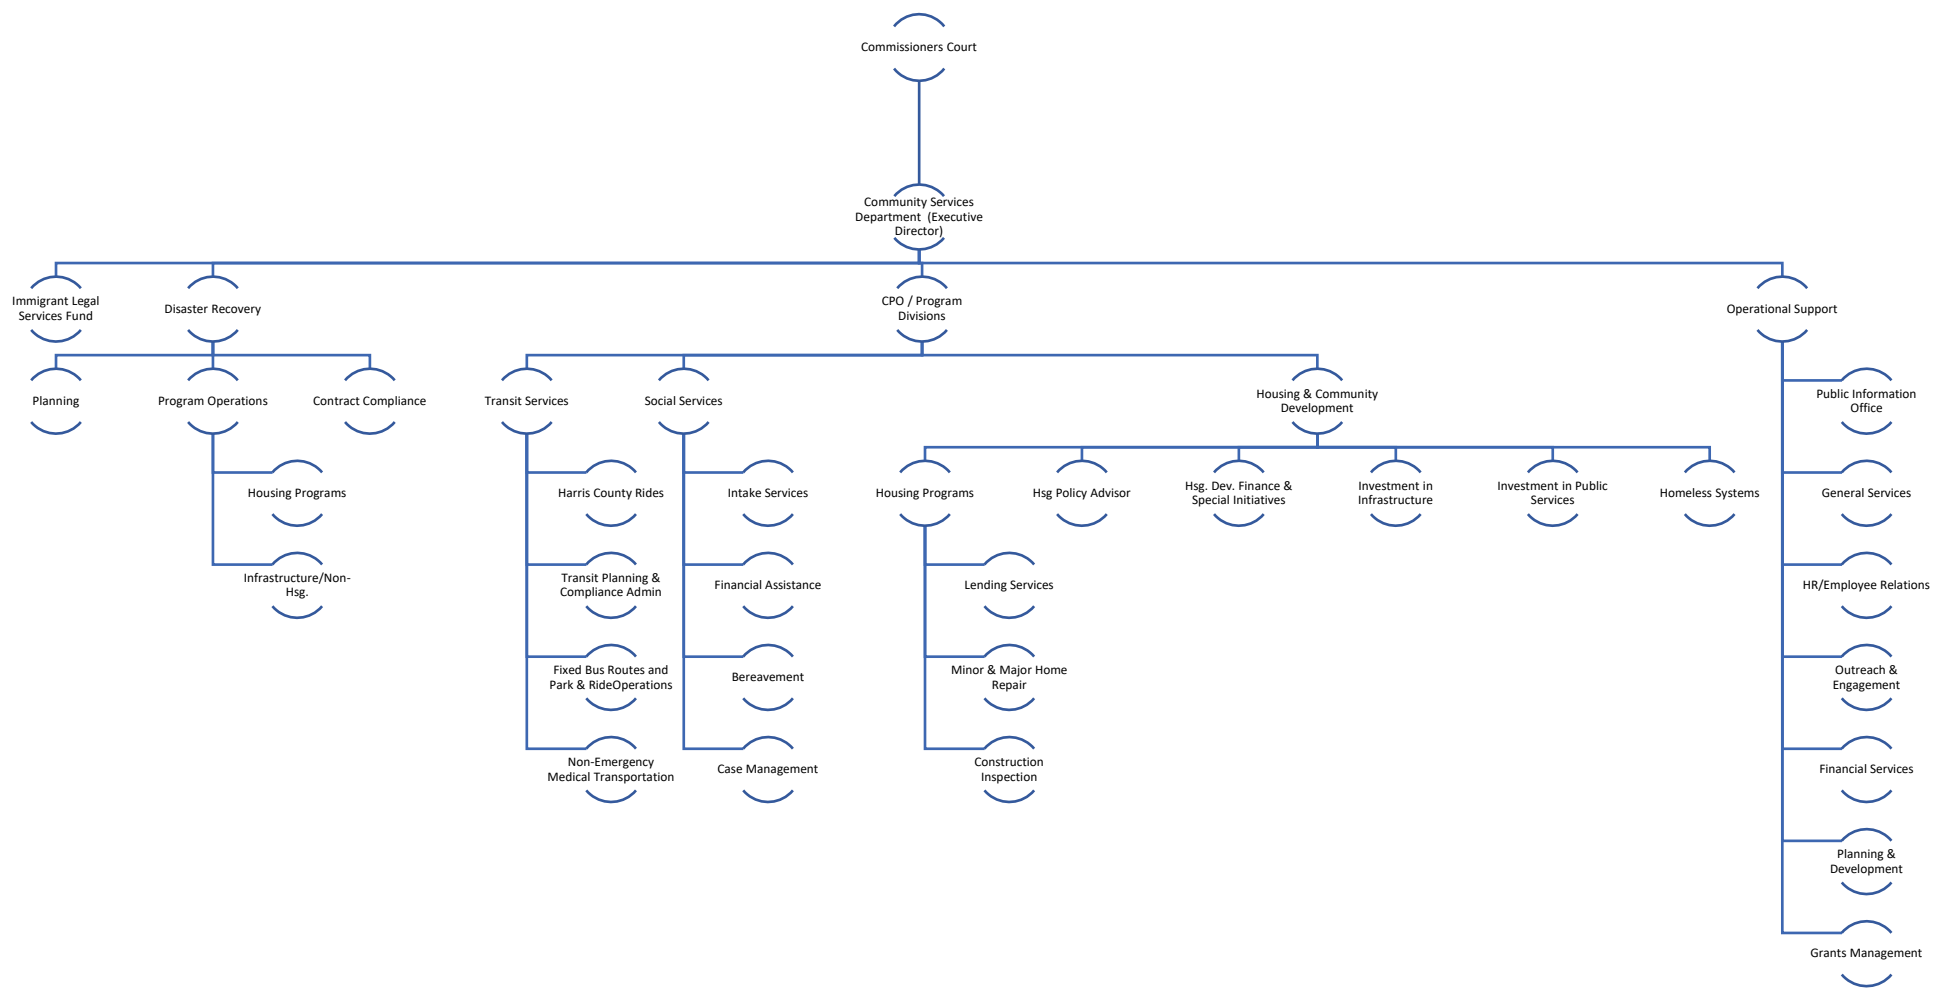 Commissioners Court
Community Services
Department  (Executive
Director)
Immigrant Legal
Services Fund
Disaster Recovery
CPO / Program
Divisions
Operational Support
Planning
Program Operations
Contract Compliance
Transit Services
Social Services
Housing & Community
Development
Public Information
Office
Housing Programs
Infrastructure/Non-
Hsg.
Harris County Rides
Transit Planning &
Compliance Admin
Fixed Bus Routes and
Park & RideOperations
Non-Emergency
Medical Transportation
Intake Services
Financial Assistance
Bereavement
Case Management
Housing Programs
Hsg Policy Advisor
Hsg. Dev. Finance &
Special Initiatives
Investment in
Infrastructure
Investment in Public
Services
Homeless Systems
Lending Services
Minor & Major Home
Repair
Construction
Inspection
General Services
HR/Employee Relations
Outreach &
Engagement
Financial Services
Planning &
Development
Grants Management